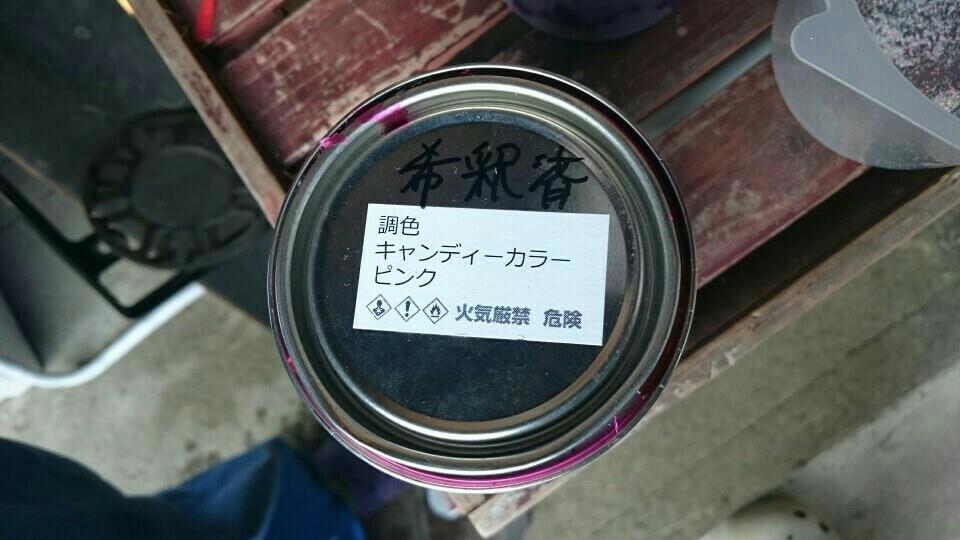 希釈済
調色
キャンディーカラー
ピンク
火気厳禁 危険